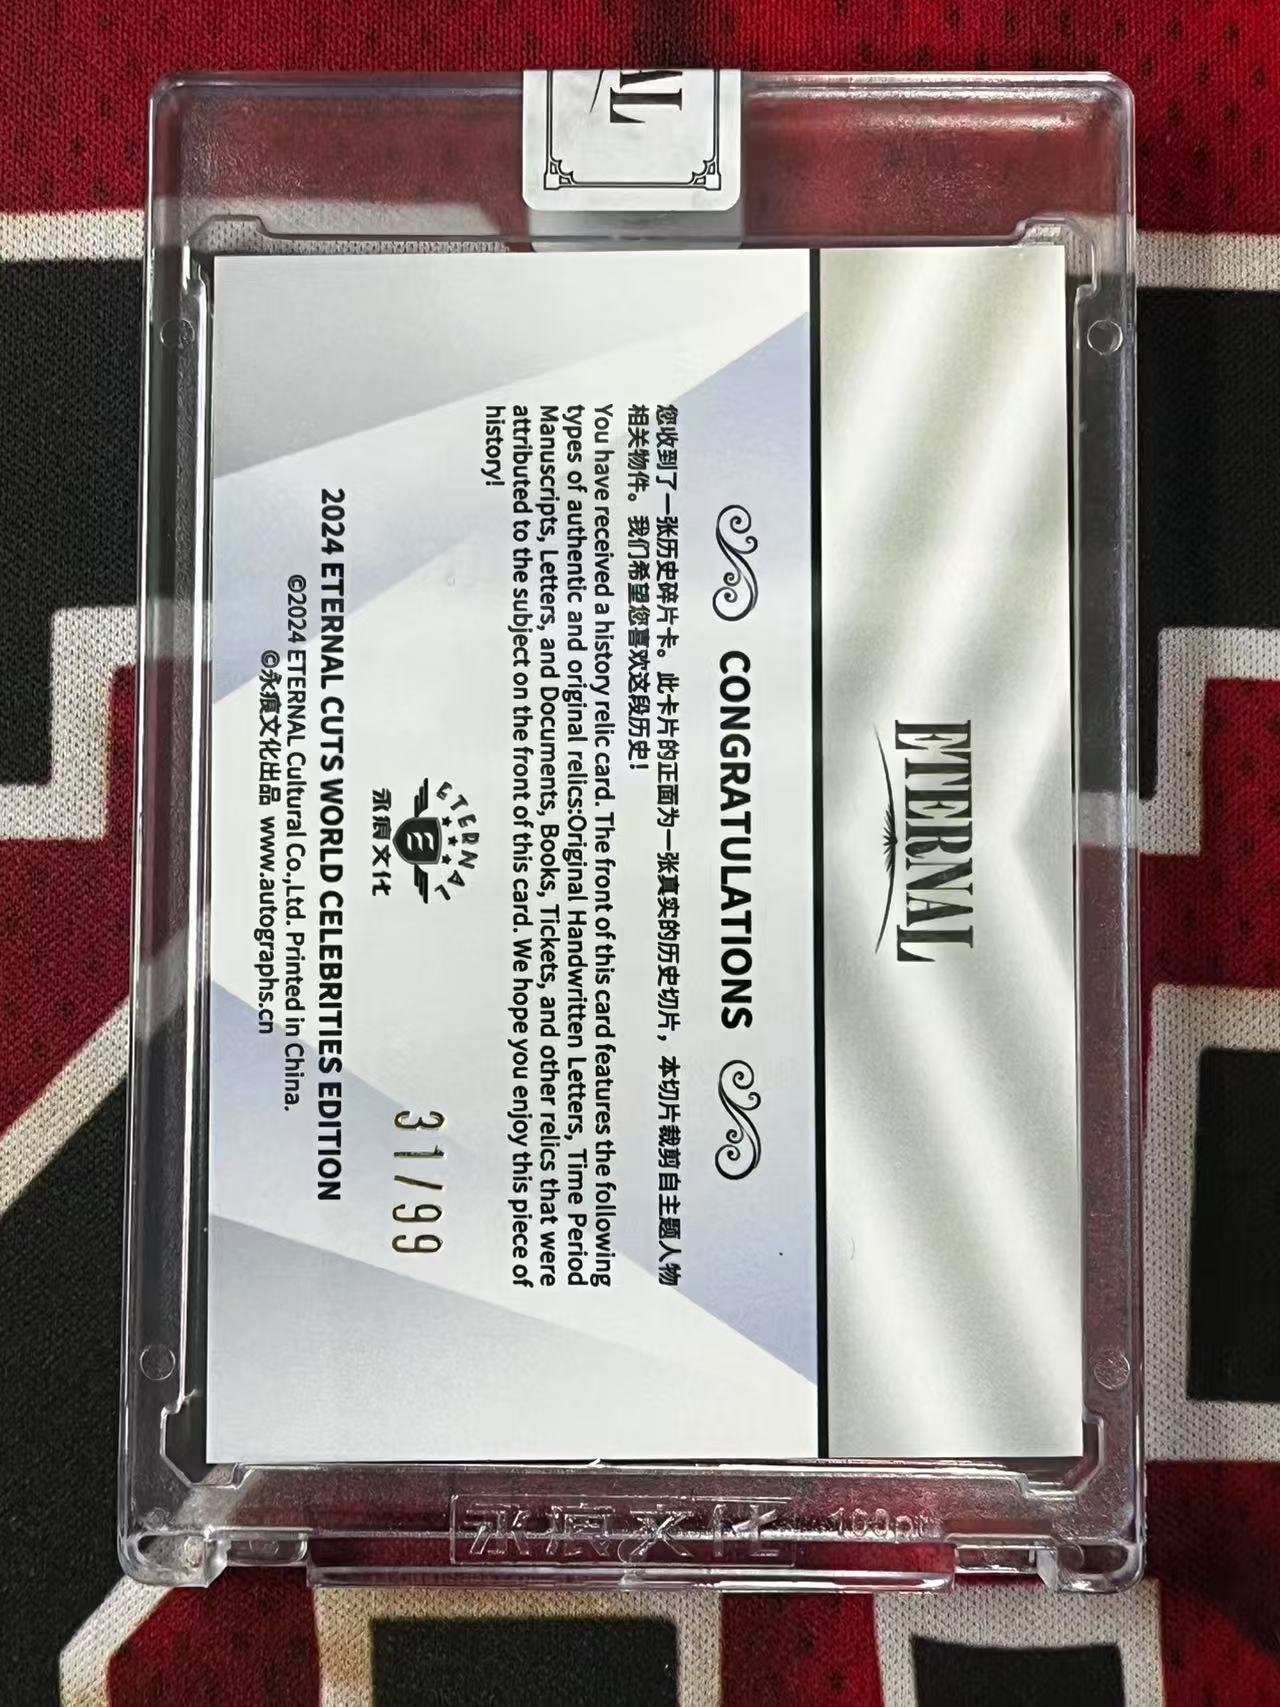 ETERNAL
CONGRATULATIONS
您收到了一张历史碎片卡。此卡片的正面为一张真实的历史切片，本切片裁剪自主题人物
相关物件。我们希望您喜欢这段历史！
You have received a history relic card. The front of this card features the following
types of authentic and original relics:Original Handwritten Letters, Time Period
Manuscripts, Letters, and Documents, Books, Tickets, and other relics that were
attributed to the subject on the front of this card. We hope you enjoy this piece of
history!
ETERNAL
E
永痕文化
31/99
2024 ETERNAL CUTS WORLD CELEBRITIES EDITION
©2024 ETERNAL Cultural Co.,Ltd. Printed in China.
©永痕文化出品 www.autographs.cn
AL
永痕文化 100pt